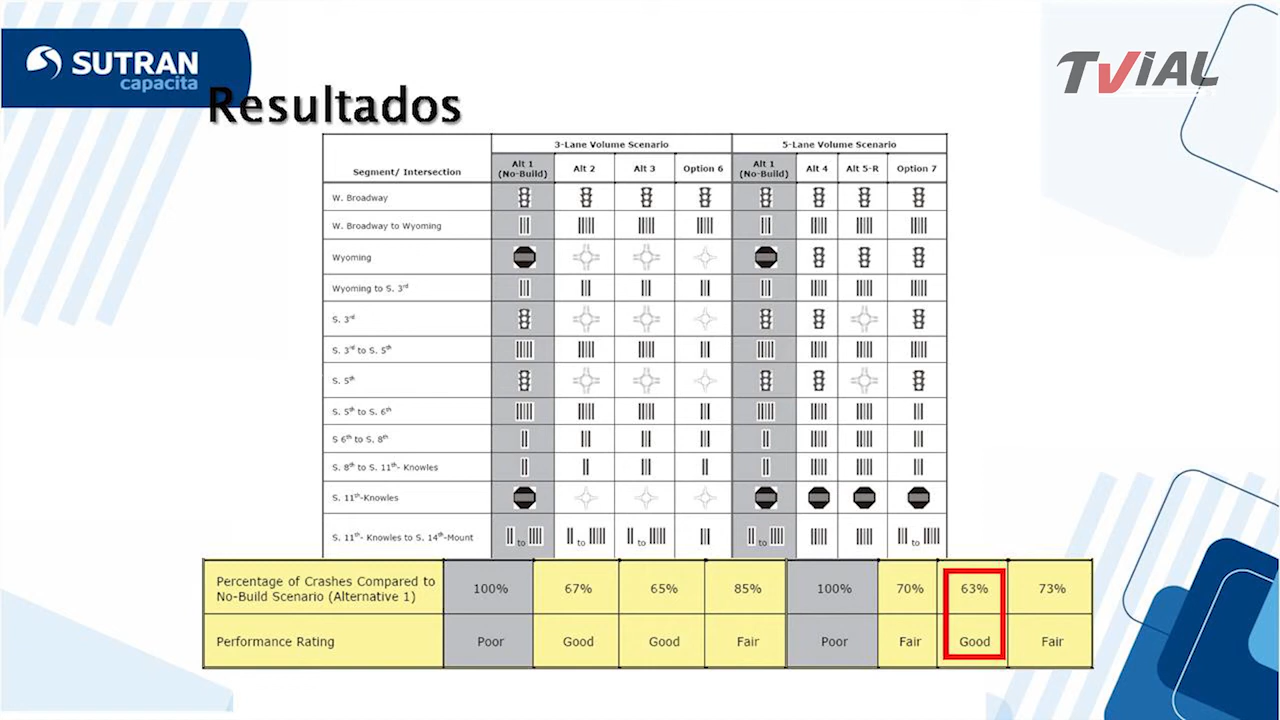 SUTRAN
capacita
TVIAL
Resultados
3-Lane Volume Scenario 5-Lane Volume Scenario
Segment/ Intersection Alt 1 (No-Build) Alt 2 Alt 3 Option 6 Alt 1 (No-Build) Alt 4 Alt 5-R Option 7
W. Broadway
W. Broadway to Wyoming
Wyoming
Wyoming to S. 3rd
S. 3rd
S. 3rd to S. 5th
S. 5th
S. 5th to S. 6th
S 6th to S. 8th
S. 8th to S. 11th- Knowles
S. 11th-Knowles
S. 11th- Knowles to S. 14th-Mount to to to to to
Percentage of Crashes Compared to
No-Build Scenario (Alternative 1) 100% 67% 65% 85% 100% 70% 63% 73%
Performance Rating Poor Good Good Fair Poor Fair Good Fair